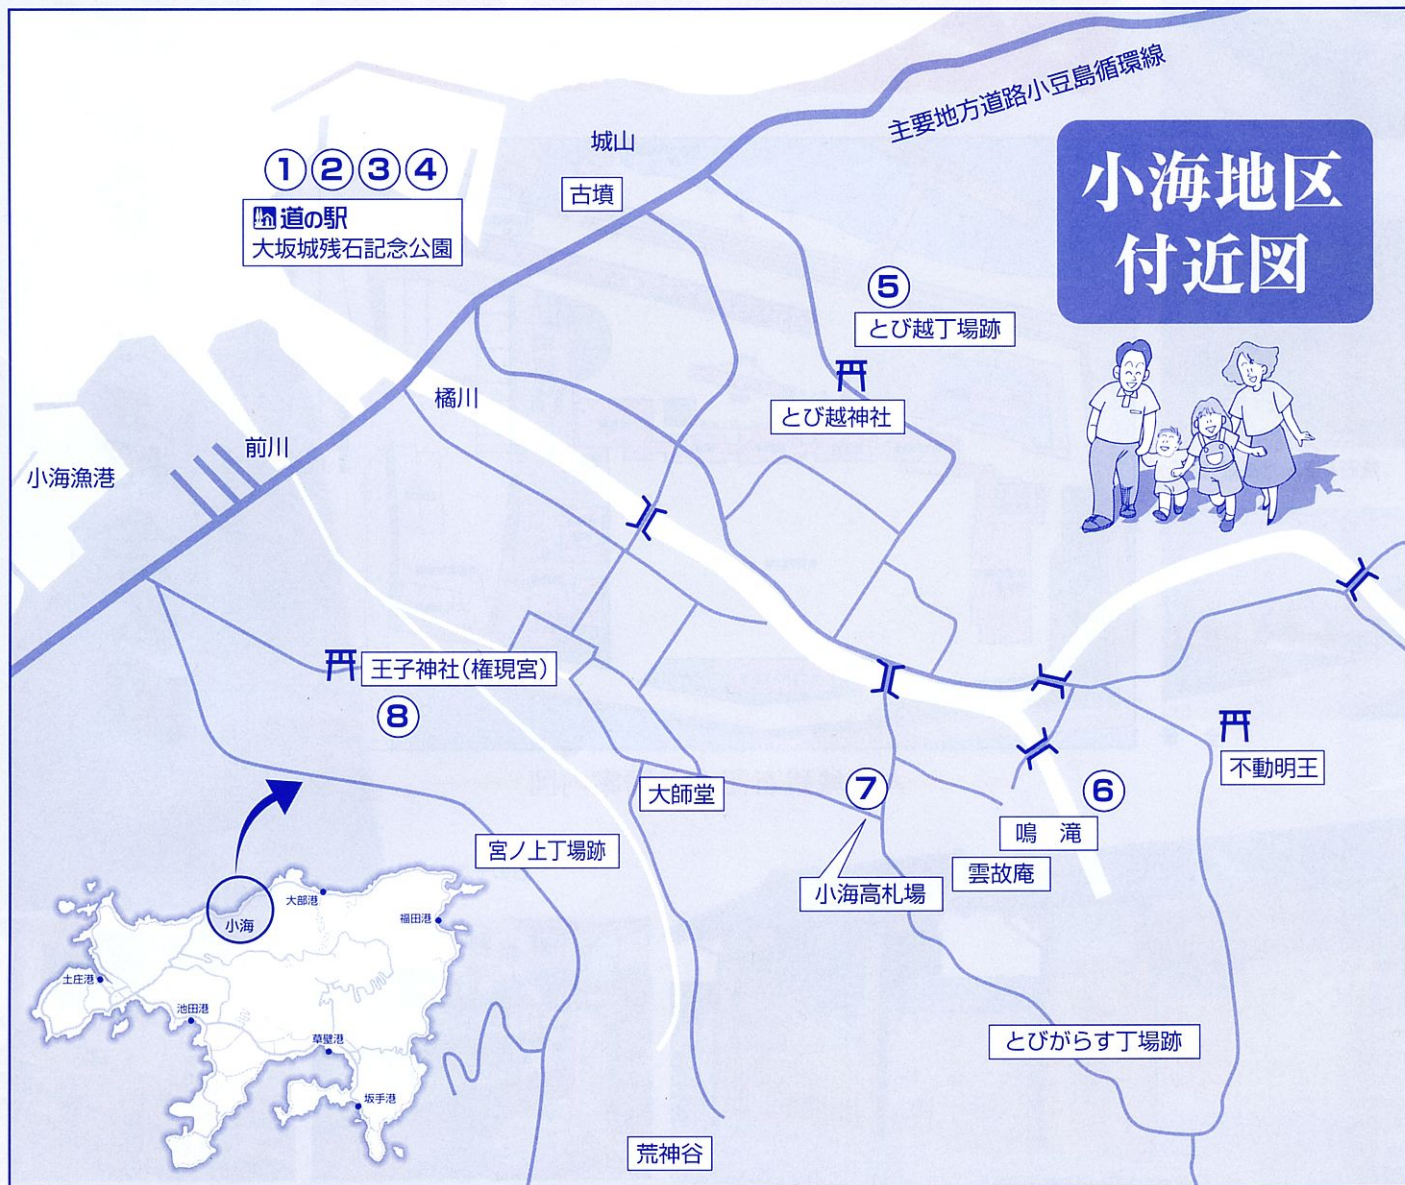 小海地区
付近図
主要地方道路小豆島循環線
城山
古墳
①②③④
道の駅
大坂城残石記念公園
⑤
とび越丁場跡
とび越神社
橘川
前川
小海漁港
王子神社(権現宮)
⑧
不動明王
大師堂
⑦
⑥
鳴 滝
宮ノ上丁場跡
雲故庵
小海高札場
大部港
小海
福田港
土庄港
池田港
草壁港
坂手港
とびがらす丁場跡
荒神谷